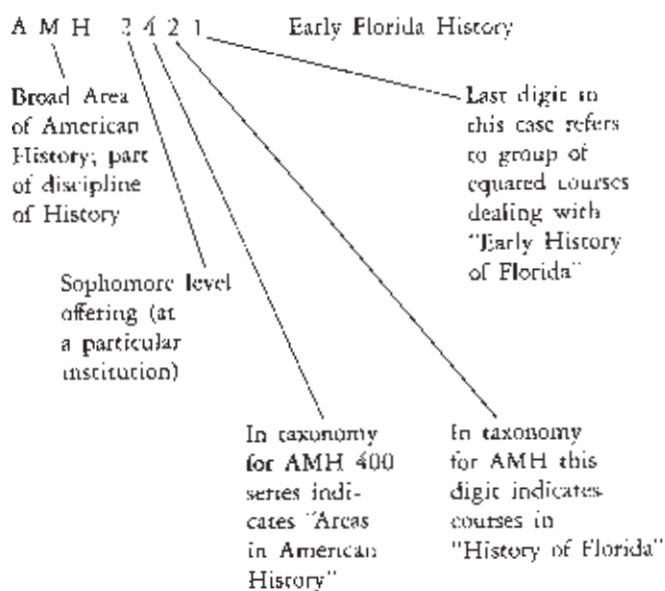 A M H 2 4 2 1 Early Florida History
Broad Area
of American
History; part
of discipline
of History
Last digit in
this case refers
to group of
equated courses
dealing with
"Early History
of Florida"
Sophomore level
offering (at
a particular
institution)
In taxonomy
for AMH 400
series indi-
cates "Areas
in American
History"
In taxonomy
for AMH this
digit indicates
courses in
"History of Florida"